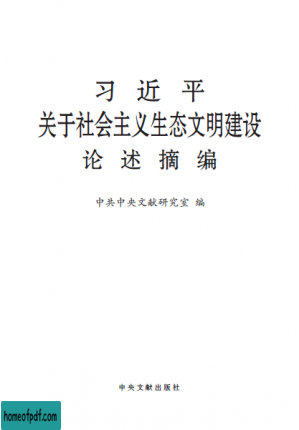 习近平
关于社会主义生态文明建设
论述摘编
中共中央文献研究室 编
中央文献出版社
homeofpdf.com